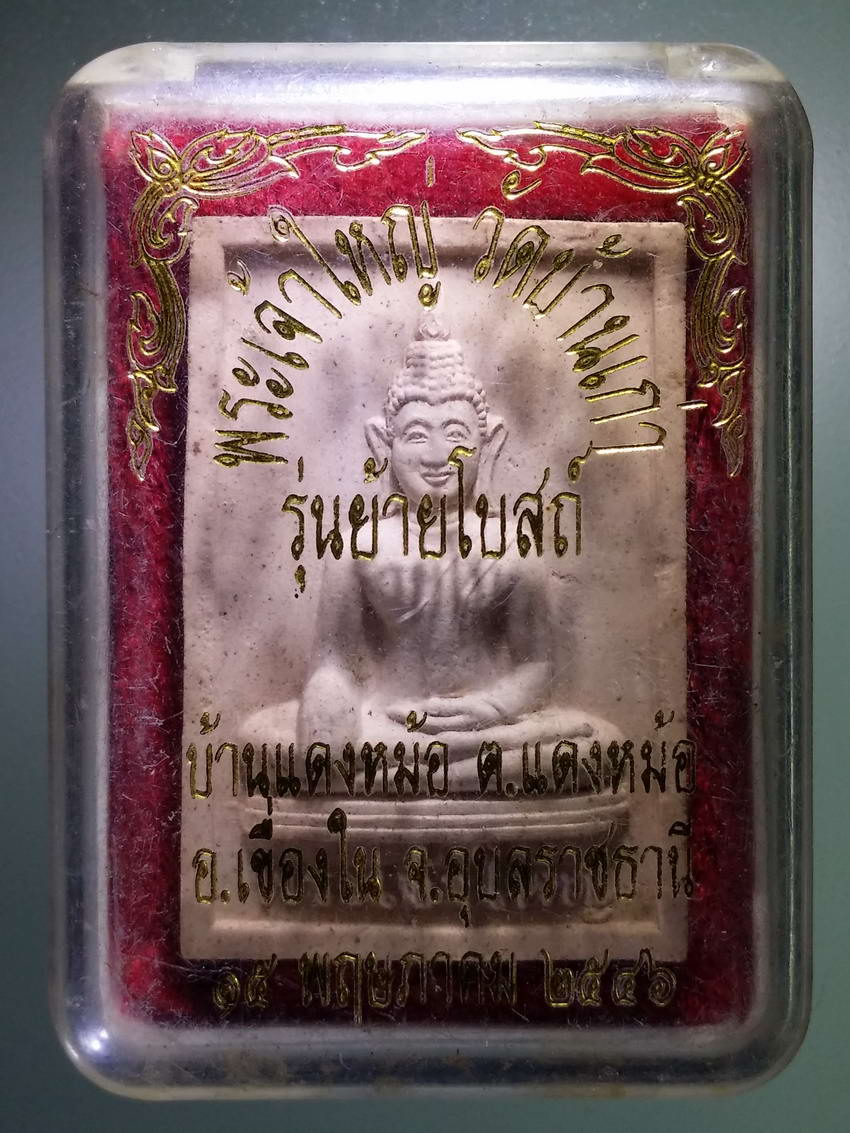 พระเจ้าใหญ่ วัดบ้านเก่า
รุ่นย้ายโบสถ์
บ้านแดงหม้อ ต.แดงหม้อ
อ.เขื่องใน จ.อุบลราชธานี
๑๕ พฤษภาคม ๒๕๔๖